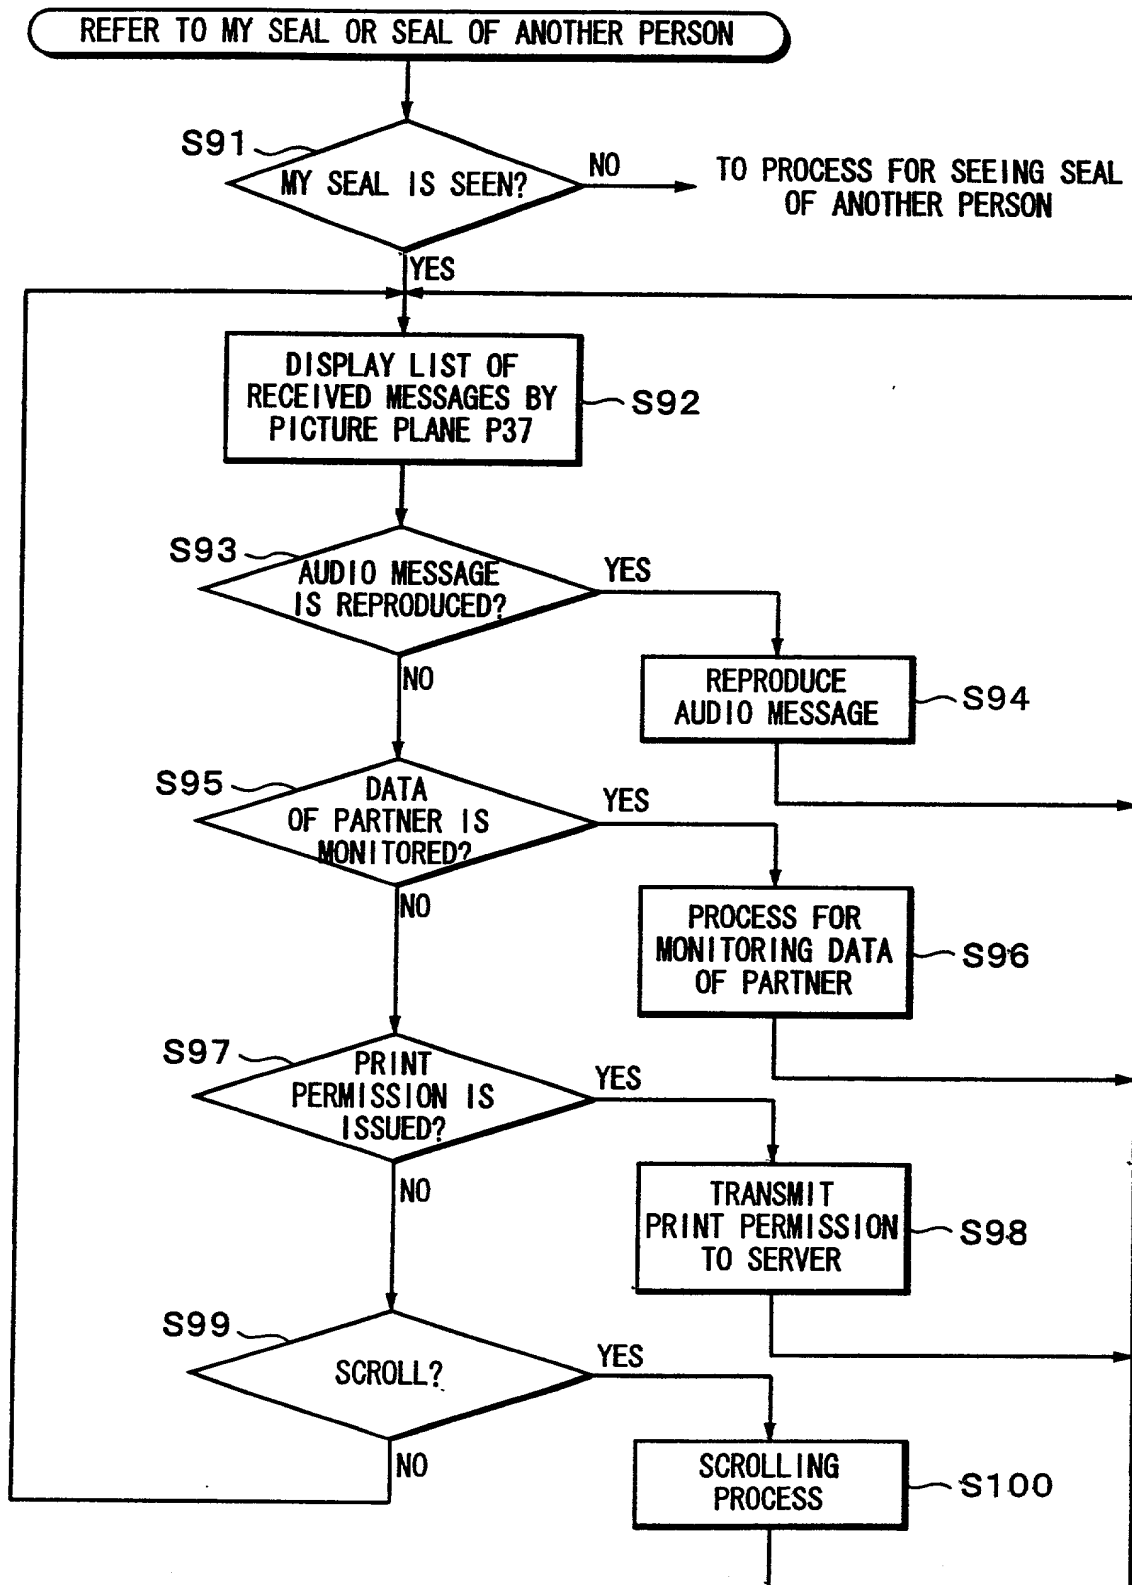 REFER TO MY SEAL OR SEAL OF ANOTHER PERSON
S91
MY SEAL IS SEEN?
NO
TO PROCESS FOR SEEING SEAL
OF ANOTHER PERSON
YES
DISPLAY LIST OF
RECEIVED MESSAGES BY
PICTURE PLANE P37
S92
S93
AUDIO MESSAGE
IS REPRODUCED?
YES
NO
REPRODUCE
AUDIO MESSAGE
S94
S95
DATA
OF PARTNER IS
MONITORED?
YES
NO
PROCESS FOR
MONITORING DATA
OF PARTNER
S96
S97
PRINT
PERMISSION IS
ISSUED?
YES
NO
TRANSMIT
PRINT PERMISSION
TO SERVER
S98
S99
SCROLL?
YES
NO
SCROLLING
PROCESS
S100